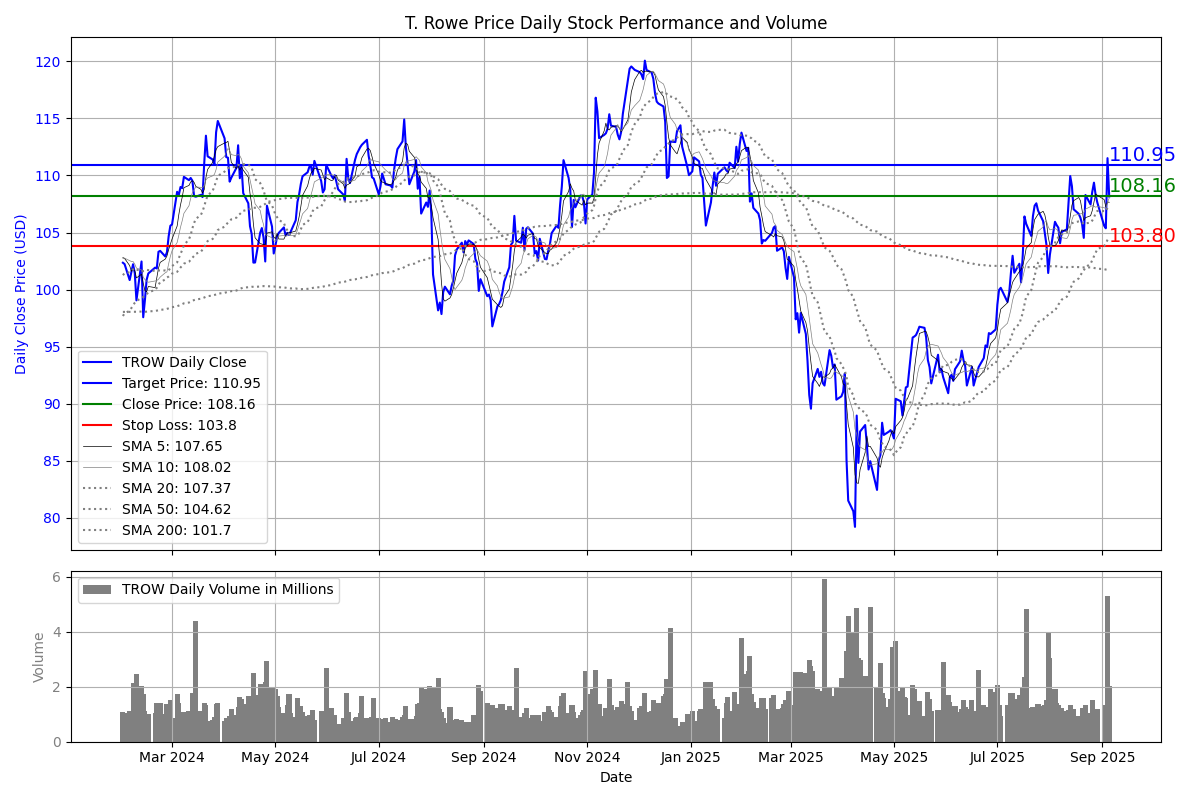 T. Rowe Price Daily Stock Performance and Volume
Daily Close Price (USD)
120
115
110
105
100
95
90
85
80
110.95
108.16
103.80
TROW Daily Close
Target Price: 110.95
Close Price: 108.16
Stop Loss: 103.8
SMA 5: 107.65
SMA 10: 108.02
SMA 20: 107.37
SMA 50: 104.62
SMA 200: 101.7
Volume
6
4
2
0
TROW Daily Volume in Millions
Mar 2024 May 2024 Jul 2024 Sep 2024 Nov 2024 Jan 2025 Mar 2025 May 2025 Jul 2025 Sep 2025
Date